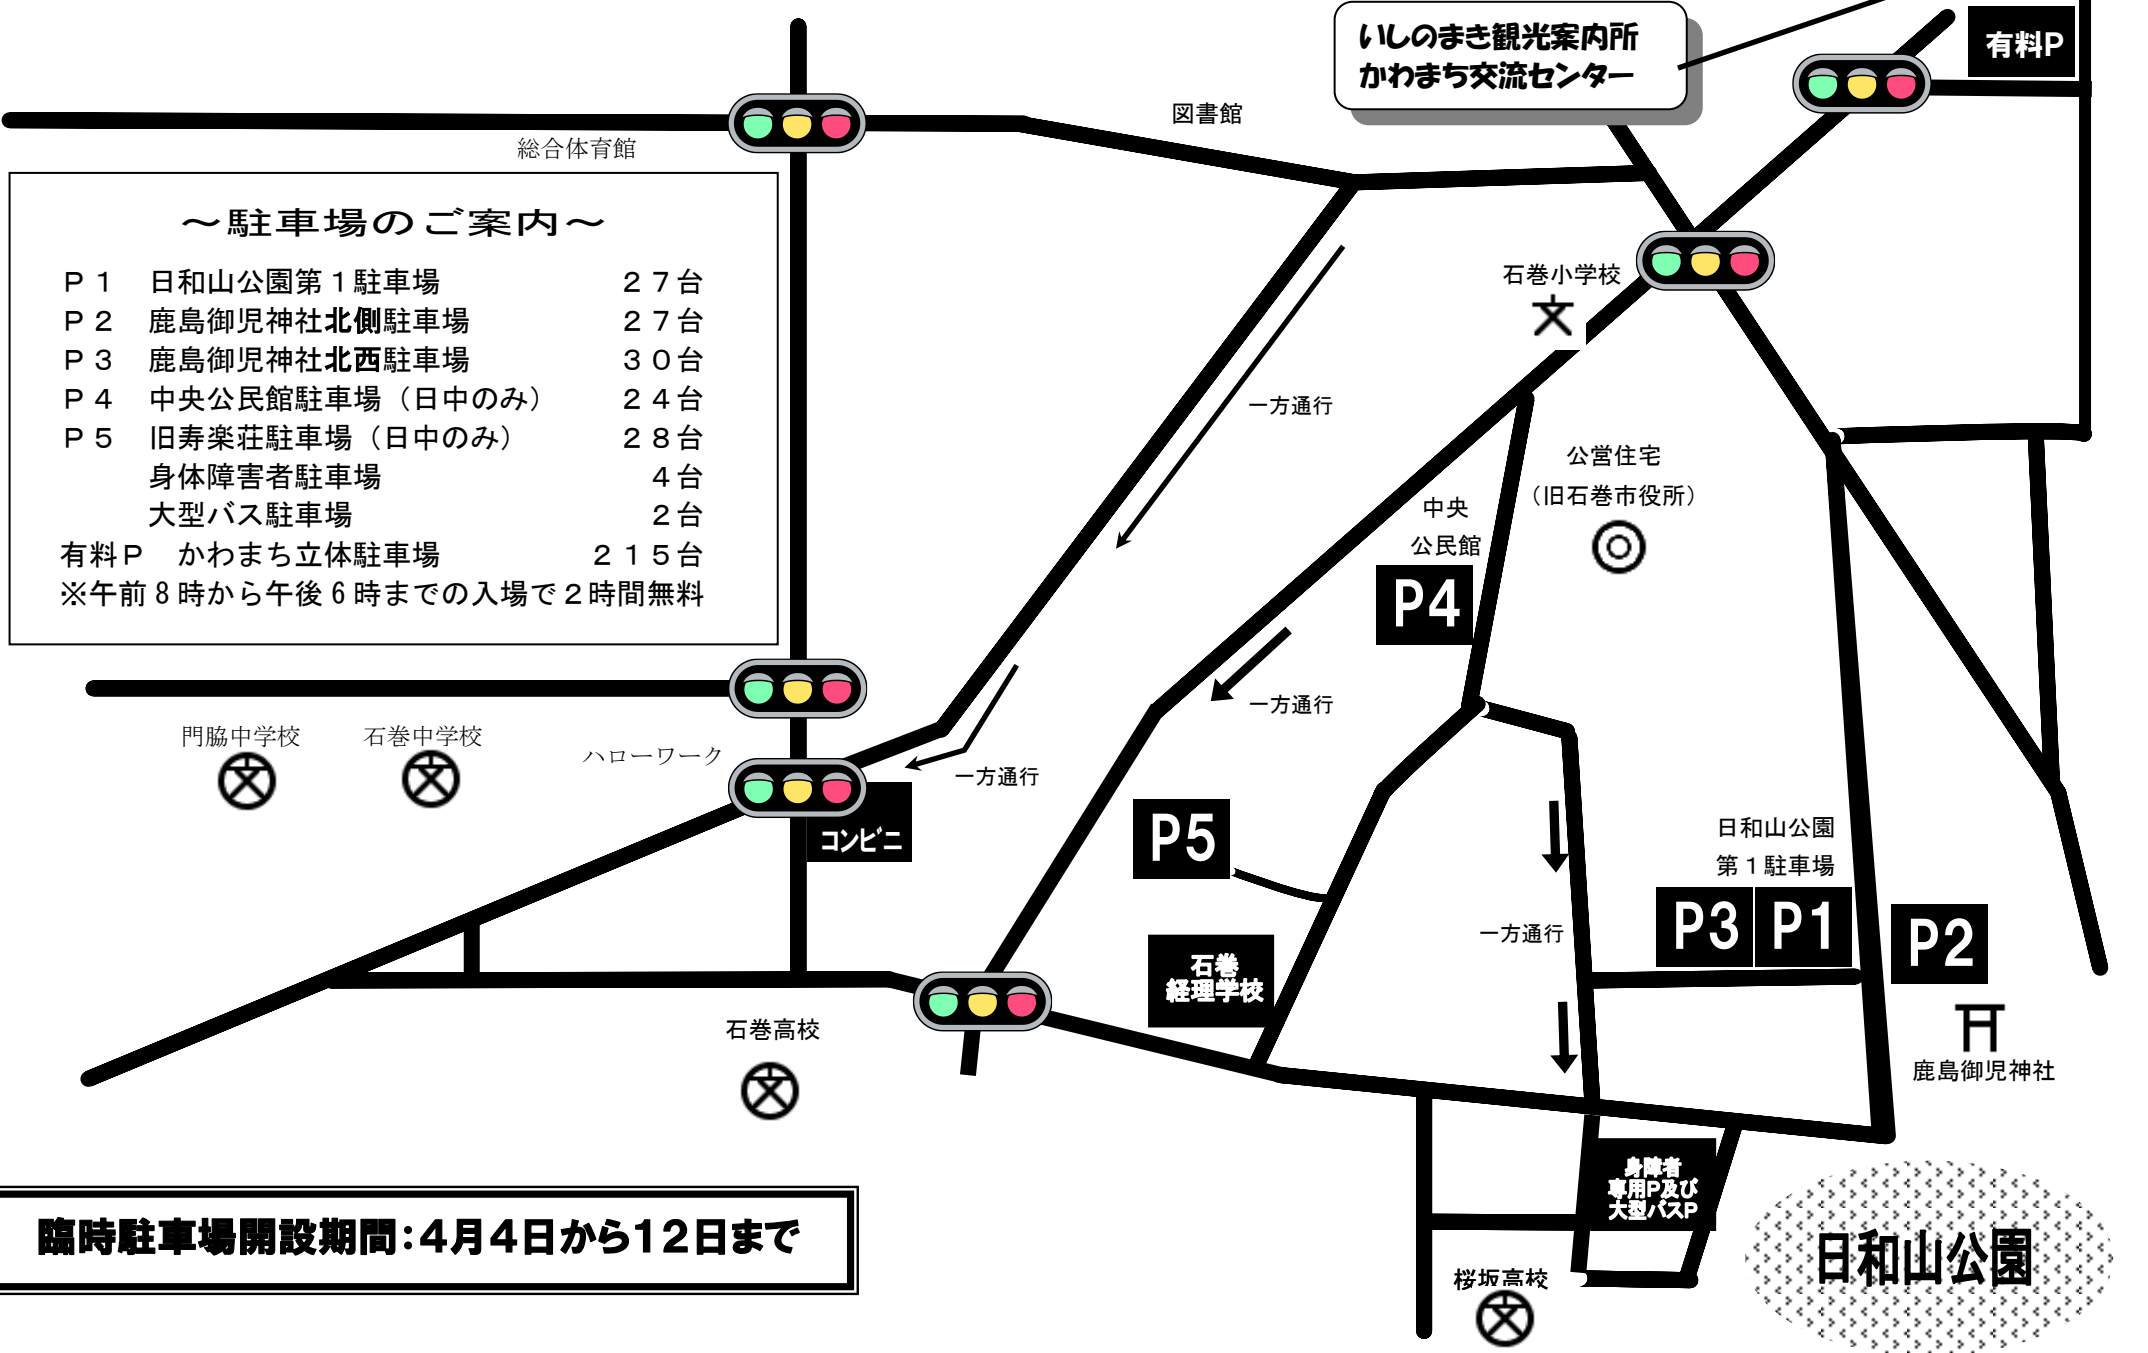 いしのまき観光案内所
かわまち交流センター
有料P
図書館
総合体育館
～駐車場のご案内～
Ｐ１　日和山公園第１駐車場　２７台
Ｐ２　鹿島御児神社北側駐車場　２７台
Ｐ３　鹿島御児神社北西駐車場　３０台
Ｐ４　中央公民館駐車場（日中のみ）　２４台
Ｐ５　旧寿楽荘駐車場（日中のみ）　２８台
身体障害者駐車場　４台
大型バス駐車場　２台
有料Ｐ　かわまち立体駐車場　２１５台
※午前８時から午後６時までの入場で２時間無料
石巻小学校
一方通行
公営住宅
（旧石巻市役所）
中央
公民館
P4
一方通行
門脇中学校
石巻中学校
ハローワーク
一方通行
コンビニ
P5
日和山公園
第１駐車場
P3
P1
P2
一方通行
石巻
経理学校
石巻高校
鹿島御児神社
身障者
専用P及び
大型バスP
臨時駐車場開設期間：４月４日から１２日まで
日和山公園
桜坂高校